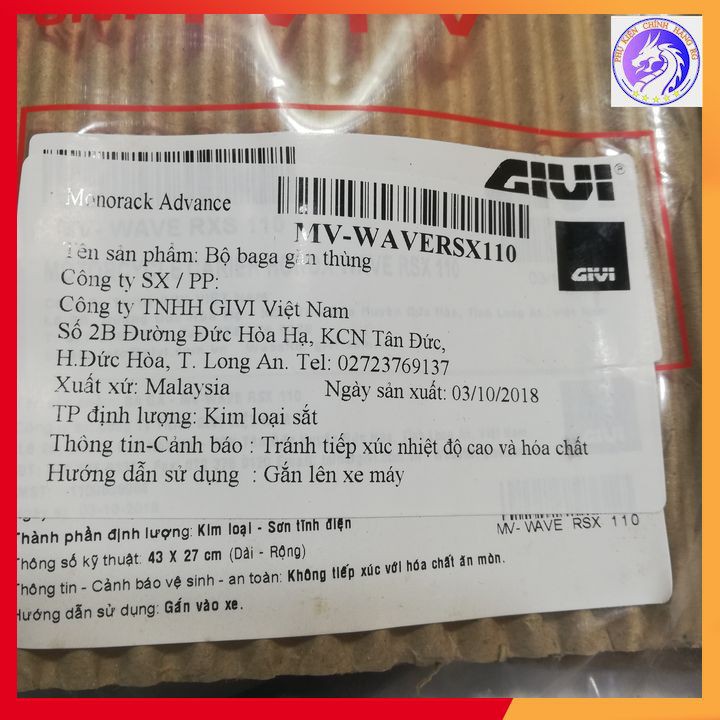 PHỤ KIỆN CHÍNH HÃNG RG
GIVI®
Monorack Advance
MV-WAVERSX110
Tên sản phẩm: Bộ baga gắn thùng
GIVI
Công ty SX / PP:
Công ty TNHH GIVI Việt Nam
Số 2B Đường Đức Hòa Hạ, KCN Tân Đức,
H.Đức Hòa, T. Long An. Tel: 02723769137
Xuất xứ: Malaysia Ngày sản xuất: 03/10/2018
TP định lượng: Kim loại sắt
Thông tin-Cảnh báo : Tránh tiếp xúc nhiệt độ cao và hóa chất
Hướng dẫn sử dụng : Gắn lên xe máy
MV- WAVE RSX 110
Thành phần định lượng: Kim loại - Sơn tĩnh điện
Thông số kỹ thuật: 43 X 27 cm (Dài - Rộng)
Thông tin - Cảnh báo vệ sinh - an toàn: Không tiếp xúc với hóa chất ăn mòn.
Hướng dẫn sử dụng: Gắn vào xe.